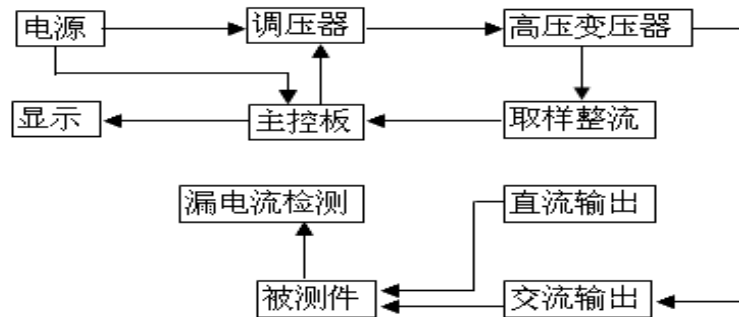 电源
调压器
高压变压器
显示
主控板
取样整流
漏电流检测
直流输出
被测件
交流输出